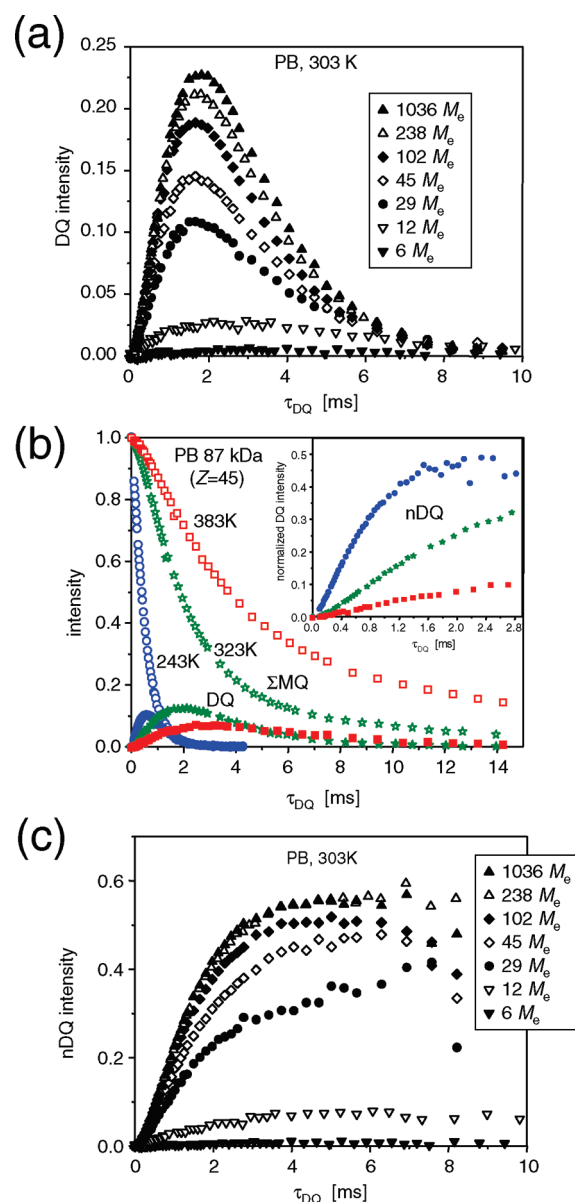 (a)
PB, 303 K
1036 Me
238 Me
102 Me
45 Me
29 Me
12 Me
6 Me
DQ intensity
0.25
0.20
0.15
0.10
0.05
0.00
0 2 4 6 8 10
τDQ [ms]
(b)
PB 87 kDa
(Z=45)
383K
323K
243K
ΣMQ
DQ
intensity
1.0
0.8
0.6
0.4
0.2
0.0
0 2 4 6 8 10 12 14
τDQ [ms]
nDQ
normalized DQ intensity
0.5
0.4
0.3
0.2
0.1
0.0
0.0 0.4 0.8 1.2 1.6 2.0 2.4 2.8
τDQ [ms]
(c)
PB, 303K
1036 Me
238 Me
102 Me
45 Me
29 Me
12 Me
6 Me
nDQ intensity
0.6
0.4
0.2
0.0
0 2 4 6 8 10
τDQ [ms]